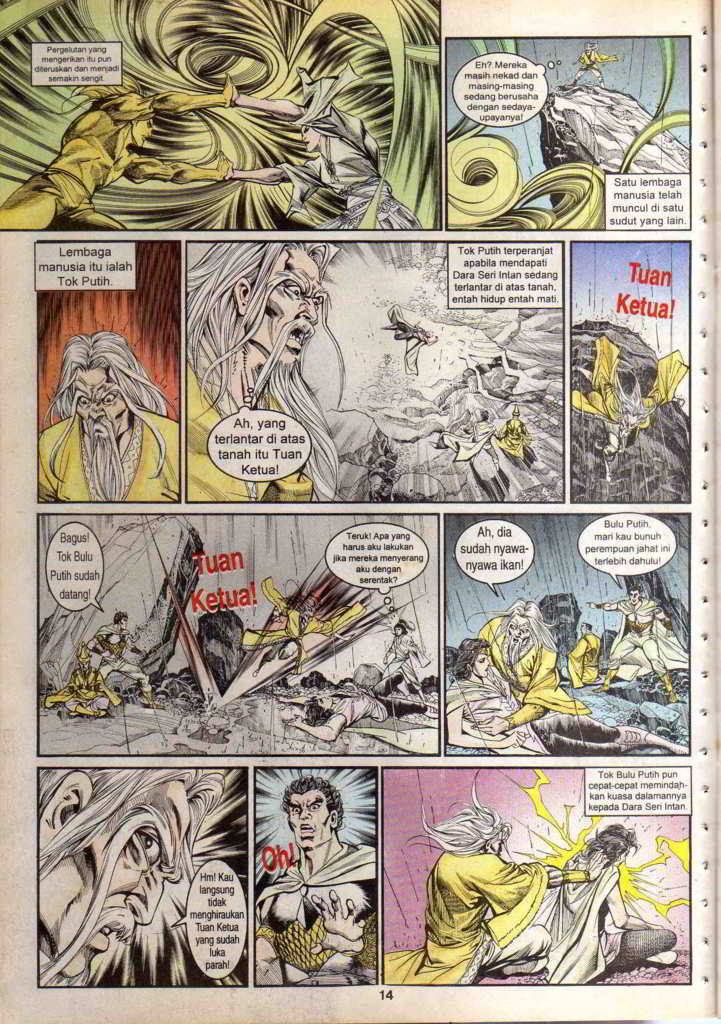 Pergelutan yang
mengerikan itu pun
diteruskan dan menjadi
semakin sengit.
Eh? Mereka
masih nekad dan
masing-masing
sedang berusaha
dengan sedaya-
upayanya!
Satu lembaga
manusia telah
muncul di satu
sudut yang lain.
Lembaga
manusia itu ialah
Tok Putih.
Ah, yang
terlantar di atas
tanah itu Tuan
Ketua!
Tok Putih terperanjat
apabila mendapati
Dara Seri Intan sedang
terlantar di atas tanah,
entah hidup entah mati.
Tuan
Ketua!
Bagus!
Tok Bulu
Putih sudah
datang!
Tuan
Ketua!
Teruk! Apa yang
harus aku lakukan
jika mereka menyerang
aku dengan
serentak?
Ah, dia
sudah nyawa-
nyawa ikan!
Bulu Putih,
mari kau bunuh
perempuan jahat ini
terlebih dahulu!
Hm! Kau
langsung
tidak
menghiraukan
Tuan Ketua
yang sudah
luka
parah!
Oh!
Tok Bulu Putih pun
cepat-cepat memindah-
kan kuasa dalamannya
kepada Dara Seri Intan.
14